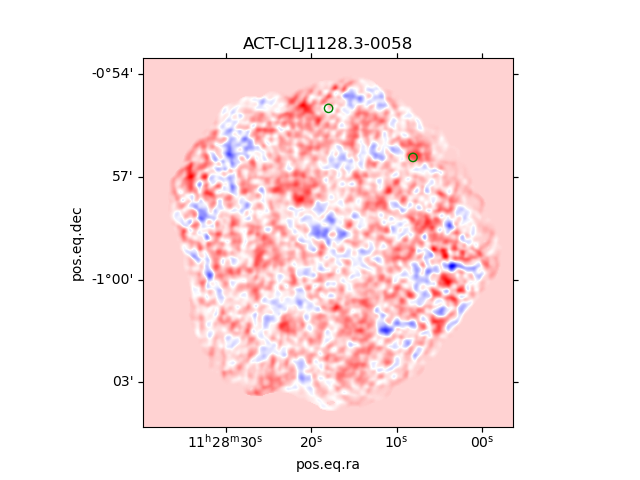 ACT-CLJ1128.3-0058
-0°54'
57'
-1°00'
03'
pos.eq.dec
11h28m30s 20s 10s 00s
pos.eq.ra